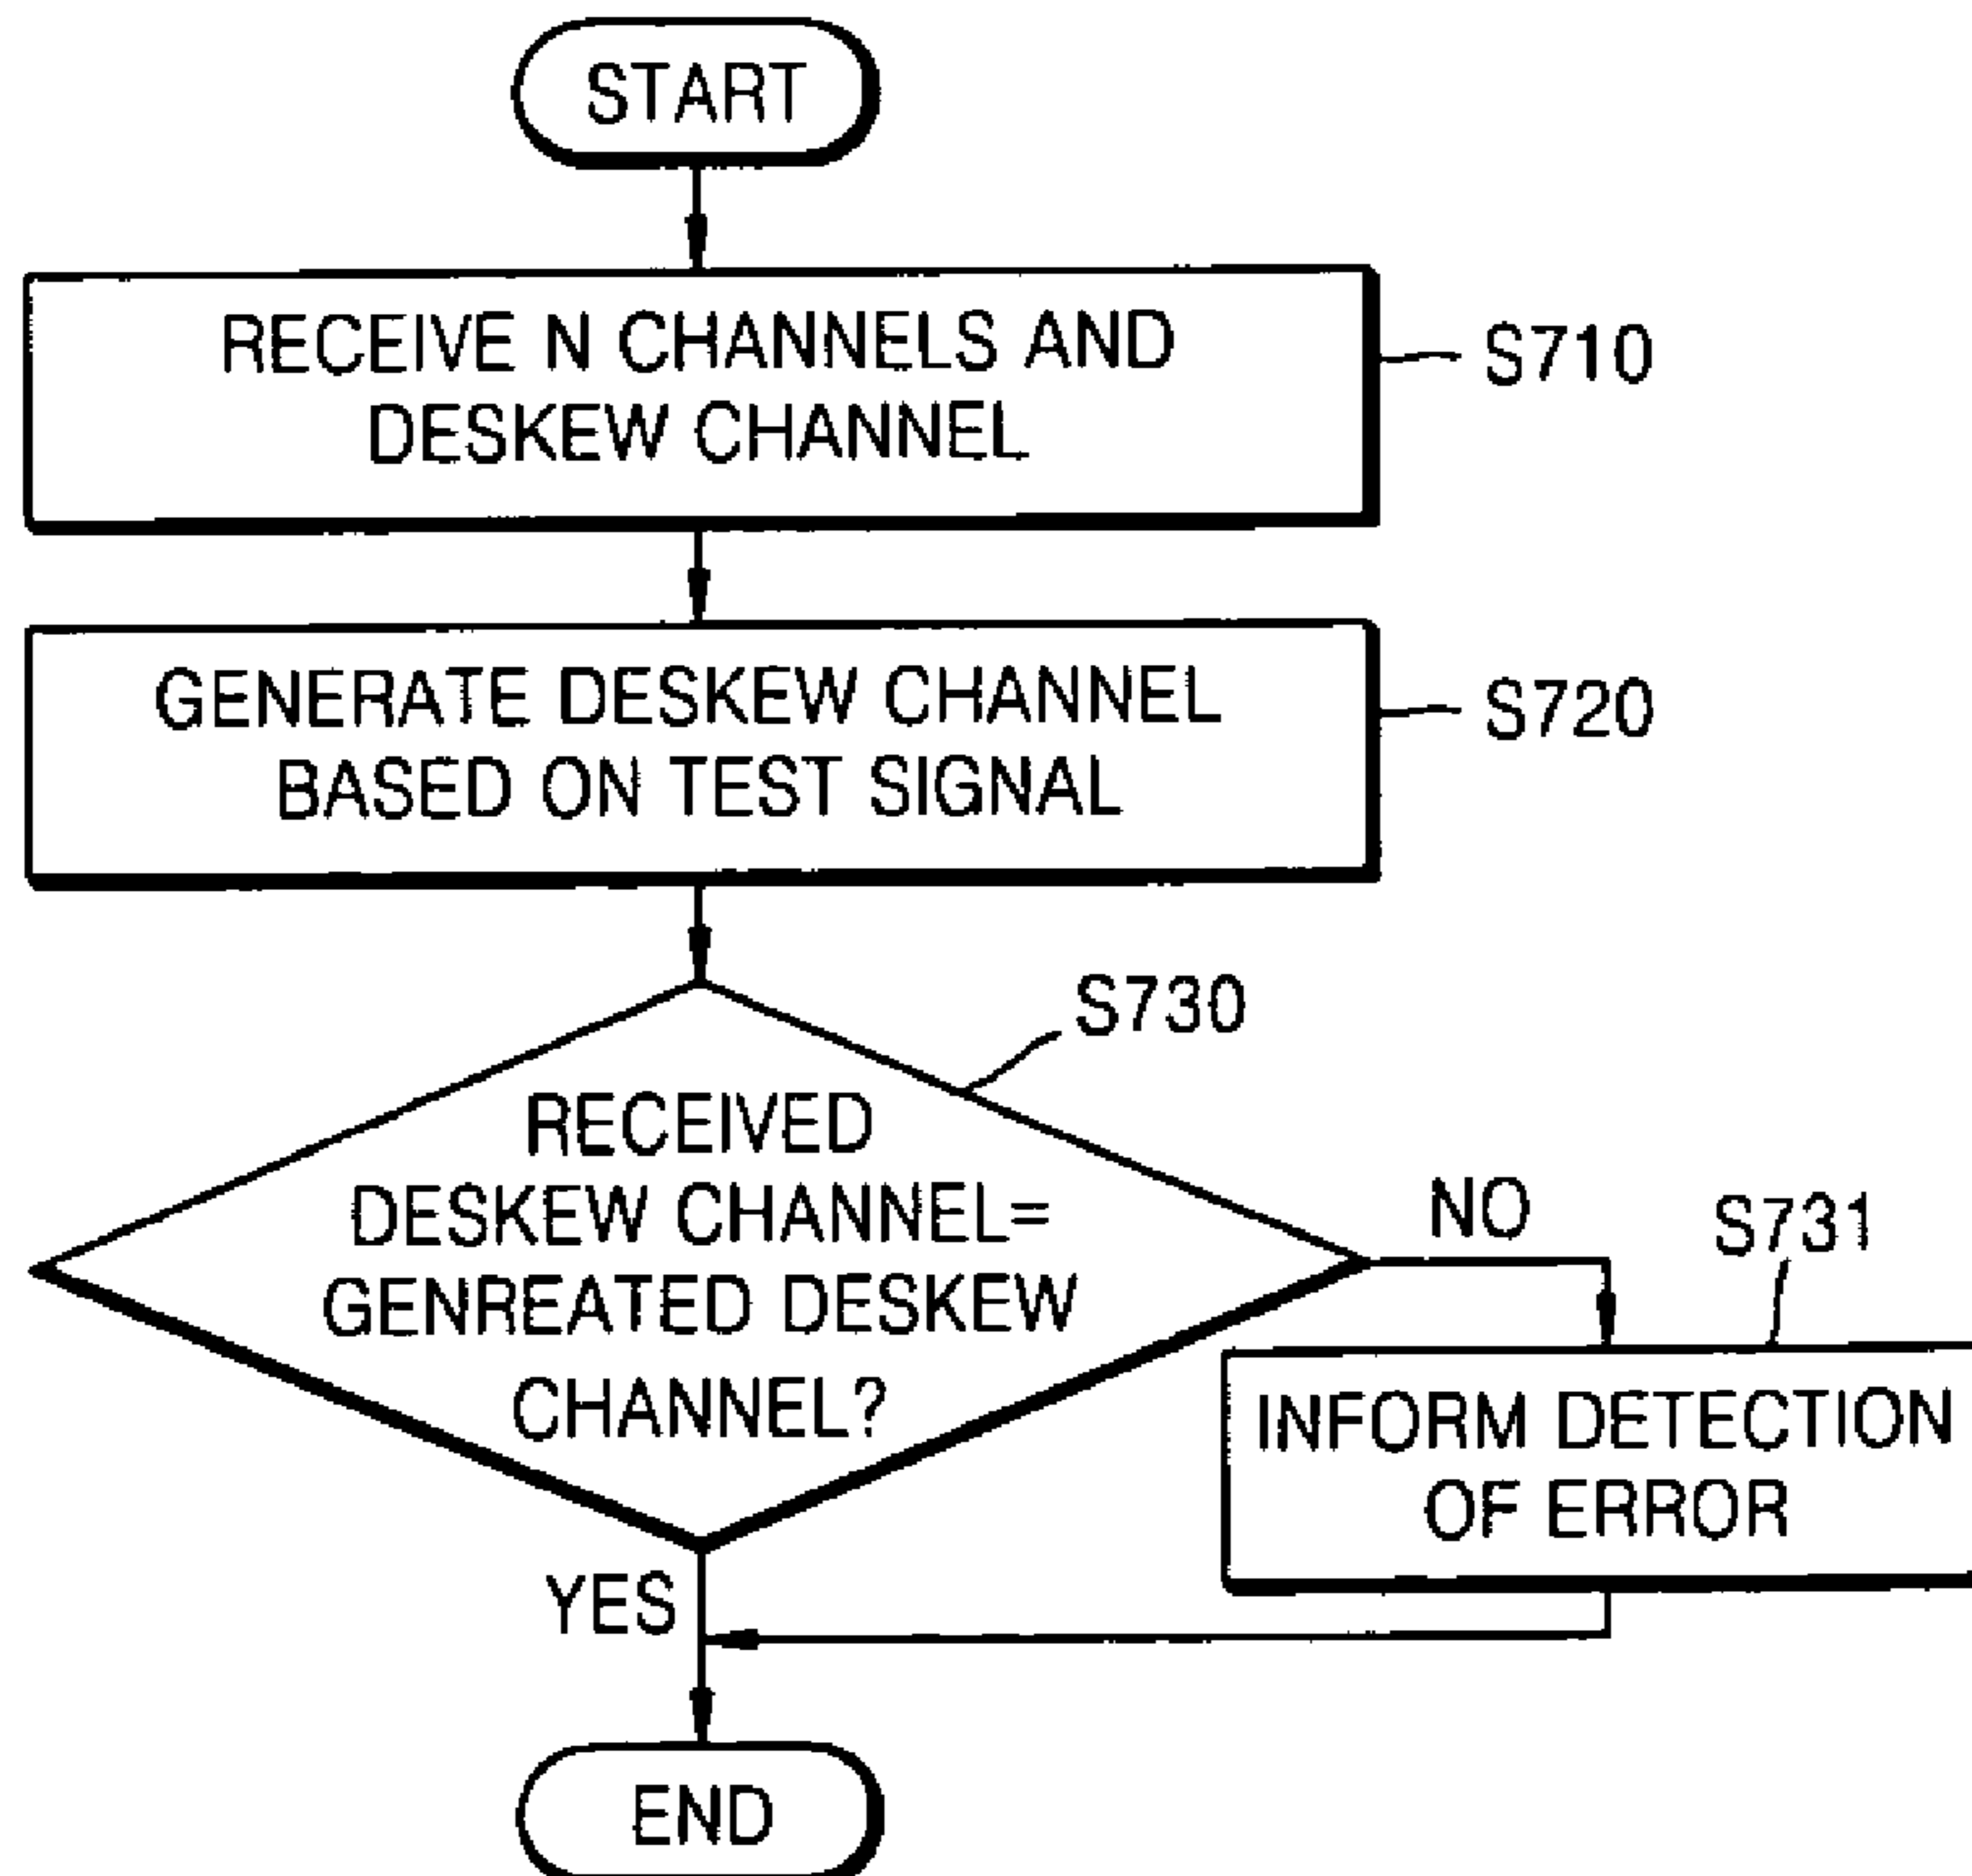 START
RECEIVE N CHANNELS AND
DESKEW CHANNEL
S710
GENERATE DESKEW CHANNEL
BASED ON TEST SIGNAL
S720
S730
RECEIVED
DESKEW CHANNEL=
GENREATED DESKEW
CHANNEL?
NO
S731
INFORM DETECTION
OF ERROR
YES
END